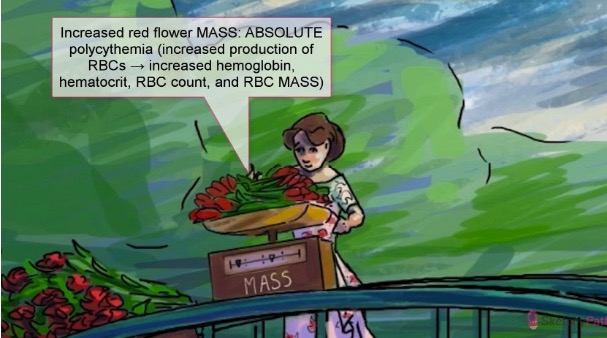 Increased red flower MASS: ABSOLUTE
polycythemia (increased production of
RBCs → increased hemoglobin,
hematocrit, RBC count, and RBC MASS)
MASS